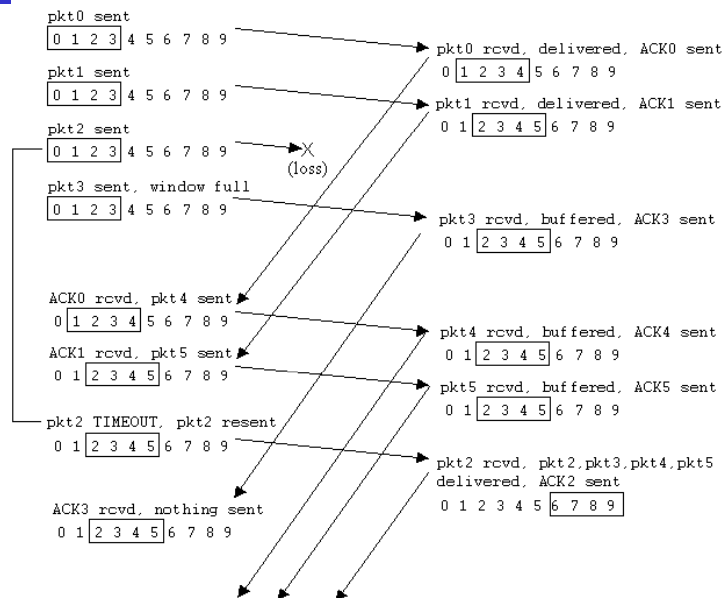 pkt0 sent
0 1 2 3 4 5 6 7 8 9
pkt1 sent
0 1 2 3 4 5 6 7 8 9
pkt2 sent
0 1 2 3 4 5 6 7 8 9
pkt3 sent, window full
0 1 2 3 4 5 6 7 8 9
ACK0 rcvd, pkt4 sent
0 1 2 3 4 5 6 7 8 9
ACK1 rcvd, pkt5 sent
0 1 2 3 4 5 6 7 8 9
pkt2 TIMEOUT, pkt2 resent
0 1 2 3 4 5 6 7 8 9
ACK3 rcvd, nothing sent
0 1 2 3 4 5 6 7 8 9
X
(loss)
pkt0 rcvd, delivered, ACK0 sent
0 1 2 3 4 5 6 7 8 9
pkt1 rcvd, delivered, ACK1 sent
0 1 2 3 4 5 6 7 8 9
pkt3 rcvd, buffered, ACK3 sent
0 1 2 3 4 5 6 7 8 9
pkt4 rcvd, buffered, ACK4 sent
0 1 2 3 4 5 6 7 8 9
pkt5 rcvd, buffered, ACK5 sent
0 1 2 3 4 5 6 7 8 9
pkt2 rcvd, pkt2,pkt3,pkt4,pkt5
delivered, ACK2 sent
0 1 2 3 4 5 6 7 8 9